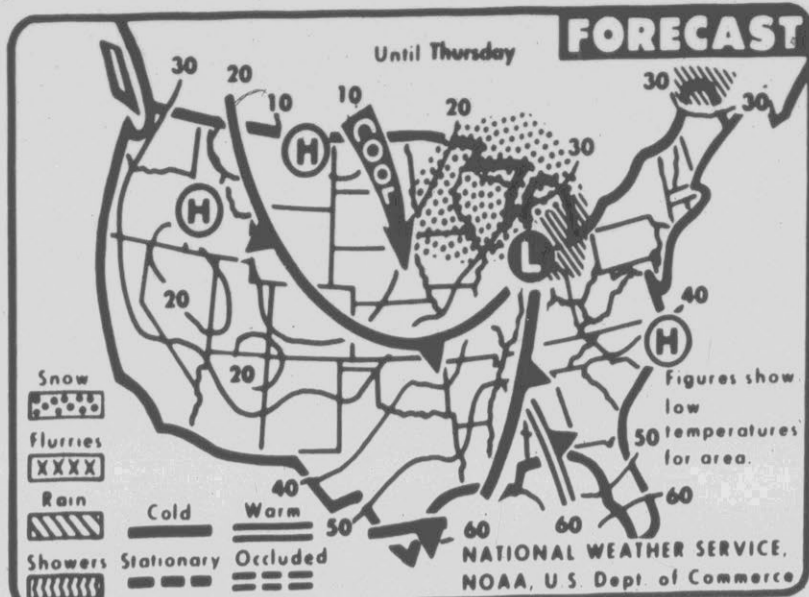 FORECAST
Until Thursday
30
20
10
10
20
30
30
30
COOL
H
H
L
20
20
40
H
Figures show
low
temperatures
for area.
50
60
40
50
60
60
Snow
Flurries
XXXX
Rain
Showers
Cold
Warm
Stationary
Occluded
NATIONAL WEATHER SERVICE,
NOAA, U.S. Dept. of Commerce